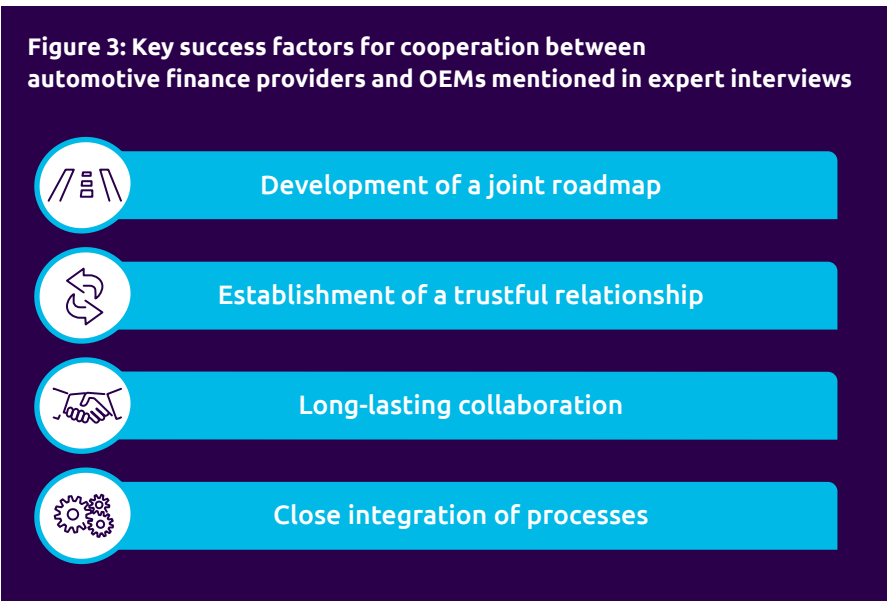 Figure 3: Key success factors for cooperation between
automotive finance providers and OEMs mentioned in expert interviews
Development of a joint roadmap
Establishment of a trustful relationship
Long-lasting collaboration
Close integration of processes